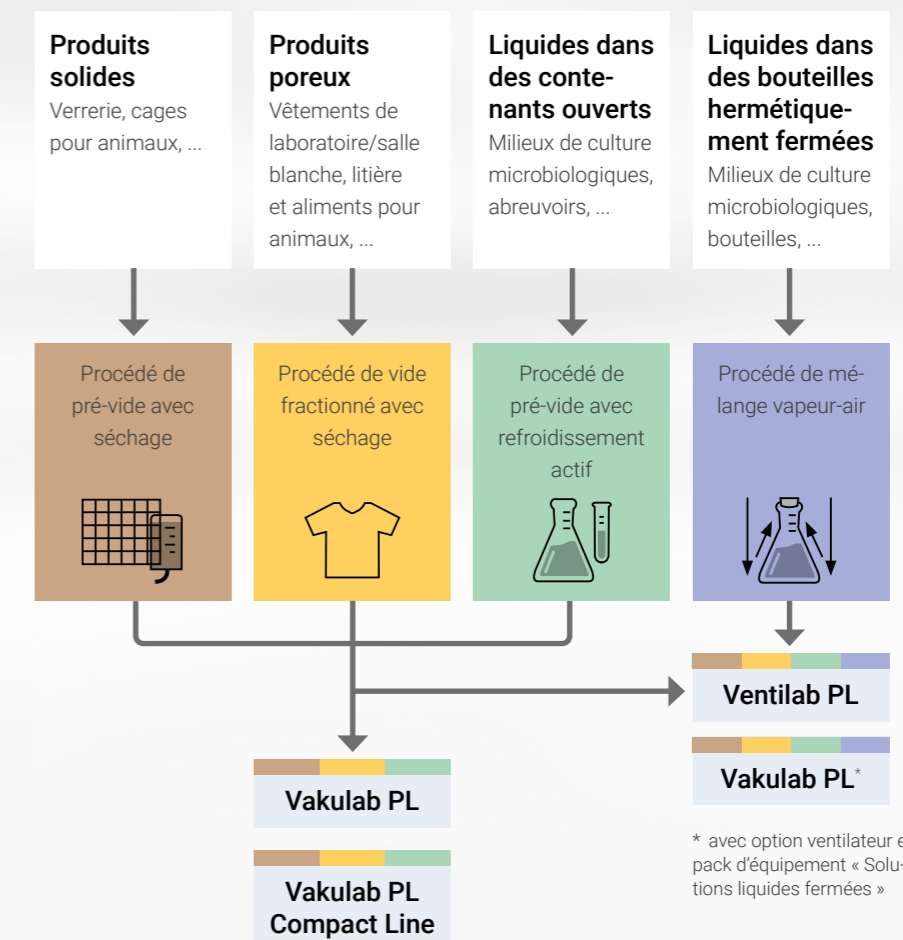 Produits
solides
Verrerie, cages
pour animaux, ...
Produits
poreux
Vêtements de
laboratoire/salle
blanche, litière
et aliments pour
animaux, ...
Liquides dans
des conte-
nants ouverts
Milieux de culture
microbiologiques,
abreuvoirs, ...
Liquides dans
des bouteilles
hermétique-
ment fermées
Milieux de culture
microbiologiques,
bouteilles, ...
Procédé de
pré-vide avec
séchage
Procédé de vide
fractionné avec
séchage
Procédé de
pré-vide avec
refroidissement
actif
Procédé de mé-
lange vapeur-air
Ventilab PL
Vakulab PL*
* avec option ventilateur e
pack d’équipement « Solu-
tions liquides fermées »
Vakulab PL
Vakulab PL
Compact Line